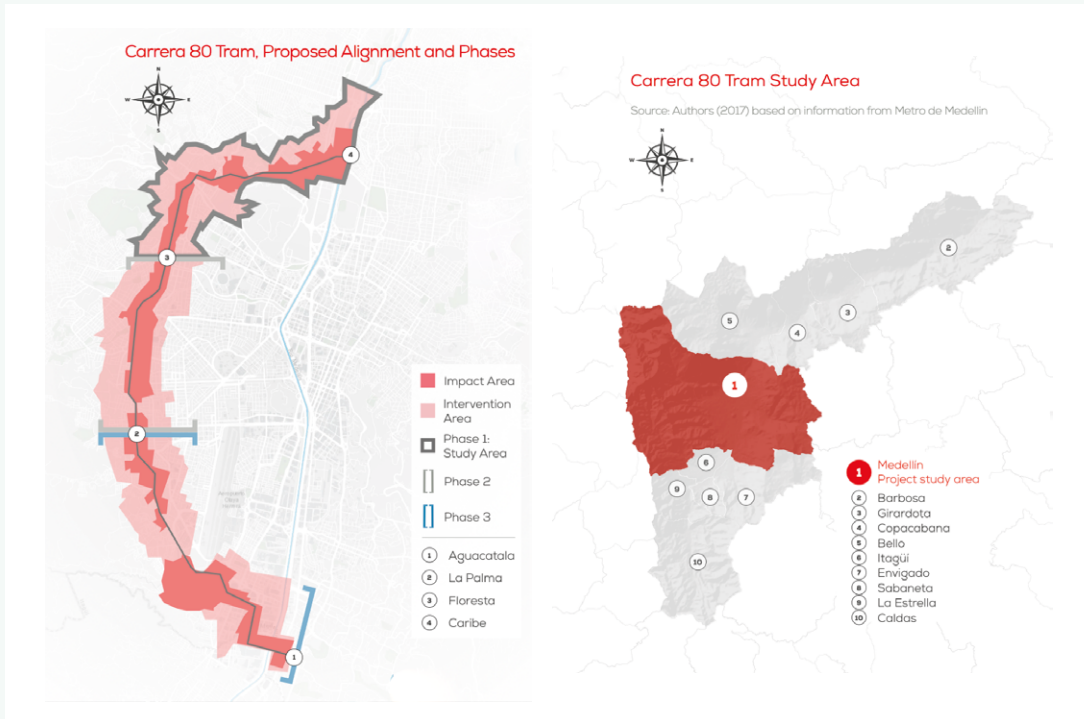 Carrera 80 Tram, Proposed Alignment and Phases
N
W
E
S
4
3
2
1
Impact Area
Intervention
Area
Phase 1:
Study Area
Phase 2
Phase 3
1 Aguacatala
2 La Palma
3 Floresta
4 Caribe
Carrera 80 Tram Study Area
Source: Authors (2017) based on information from Metro de Medellin
N
W
E
S
2
3
5
4
1
6
9
8
7
10
1 Medellín
Project study area
2 Barbosa
3 Girardota
4 Copacabana
5 Bello
6 Itagüí
7 Envigado
8 Sabaneta
9 La Estrella
10 Caldas